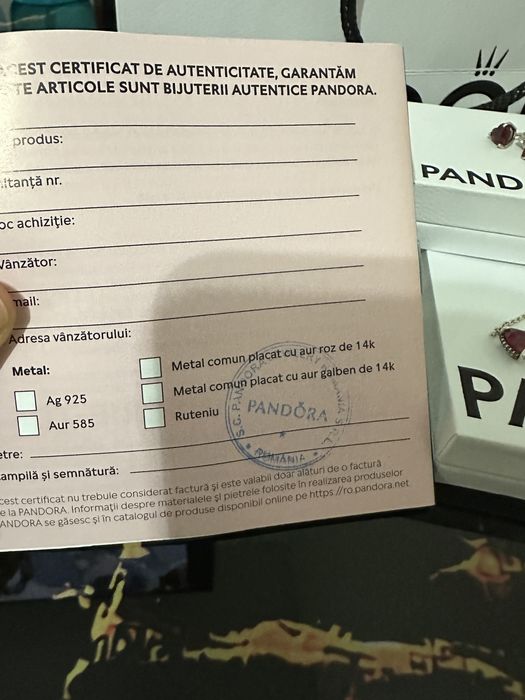 CEST CERTIFICAT DE AUTENTICITATE, GARANTĂM
TE ARTICOLE SUNT BIJUTERII AUTENTICE PANDORA.
produs:
itanță nr.
oc achiziție:
Vânzător:
mail:
Adresa vânzătorului:
Metal:
Ag 925
Aur 585
Metal comun placat cu aur roz de 14k
Metal comun placat cu aur galben de 14k
Ruteniu
PANDŎRA
ROMÂNIA
etre:
tampilă și semnătură:
cest certificat nu trebuie considerat factură și este valabil doar alături de o factură
e la PANDORA. Informații despre materialele și pietrele folosite în realizarea produselor
ANDORA se găsesc și în catalogul de produse disponibil online pe https://ro.pandora.net
PAND